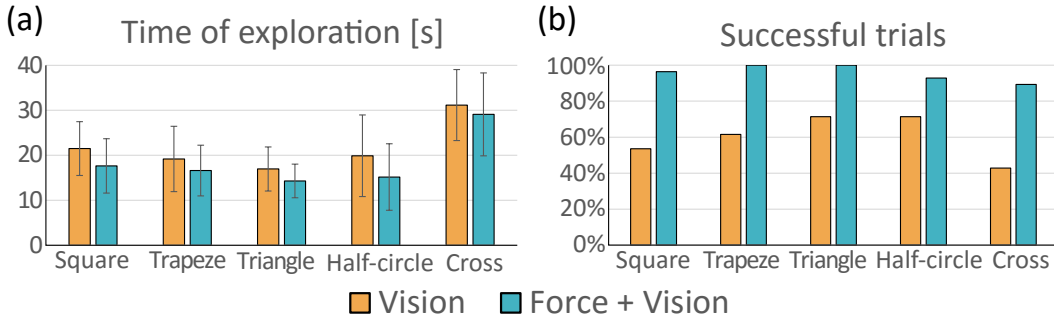 (a)
Time of exploration [s]
40
30
20
10
0
Square Trapeze Triangle Half-circle Cross
(b)
Successful trials
100%
80%
60%
40%
20%
0%
Square Trapeze Triangle Half-circle Cross
Vision Force + Vision